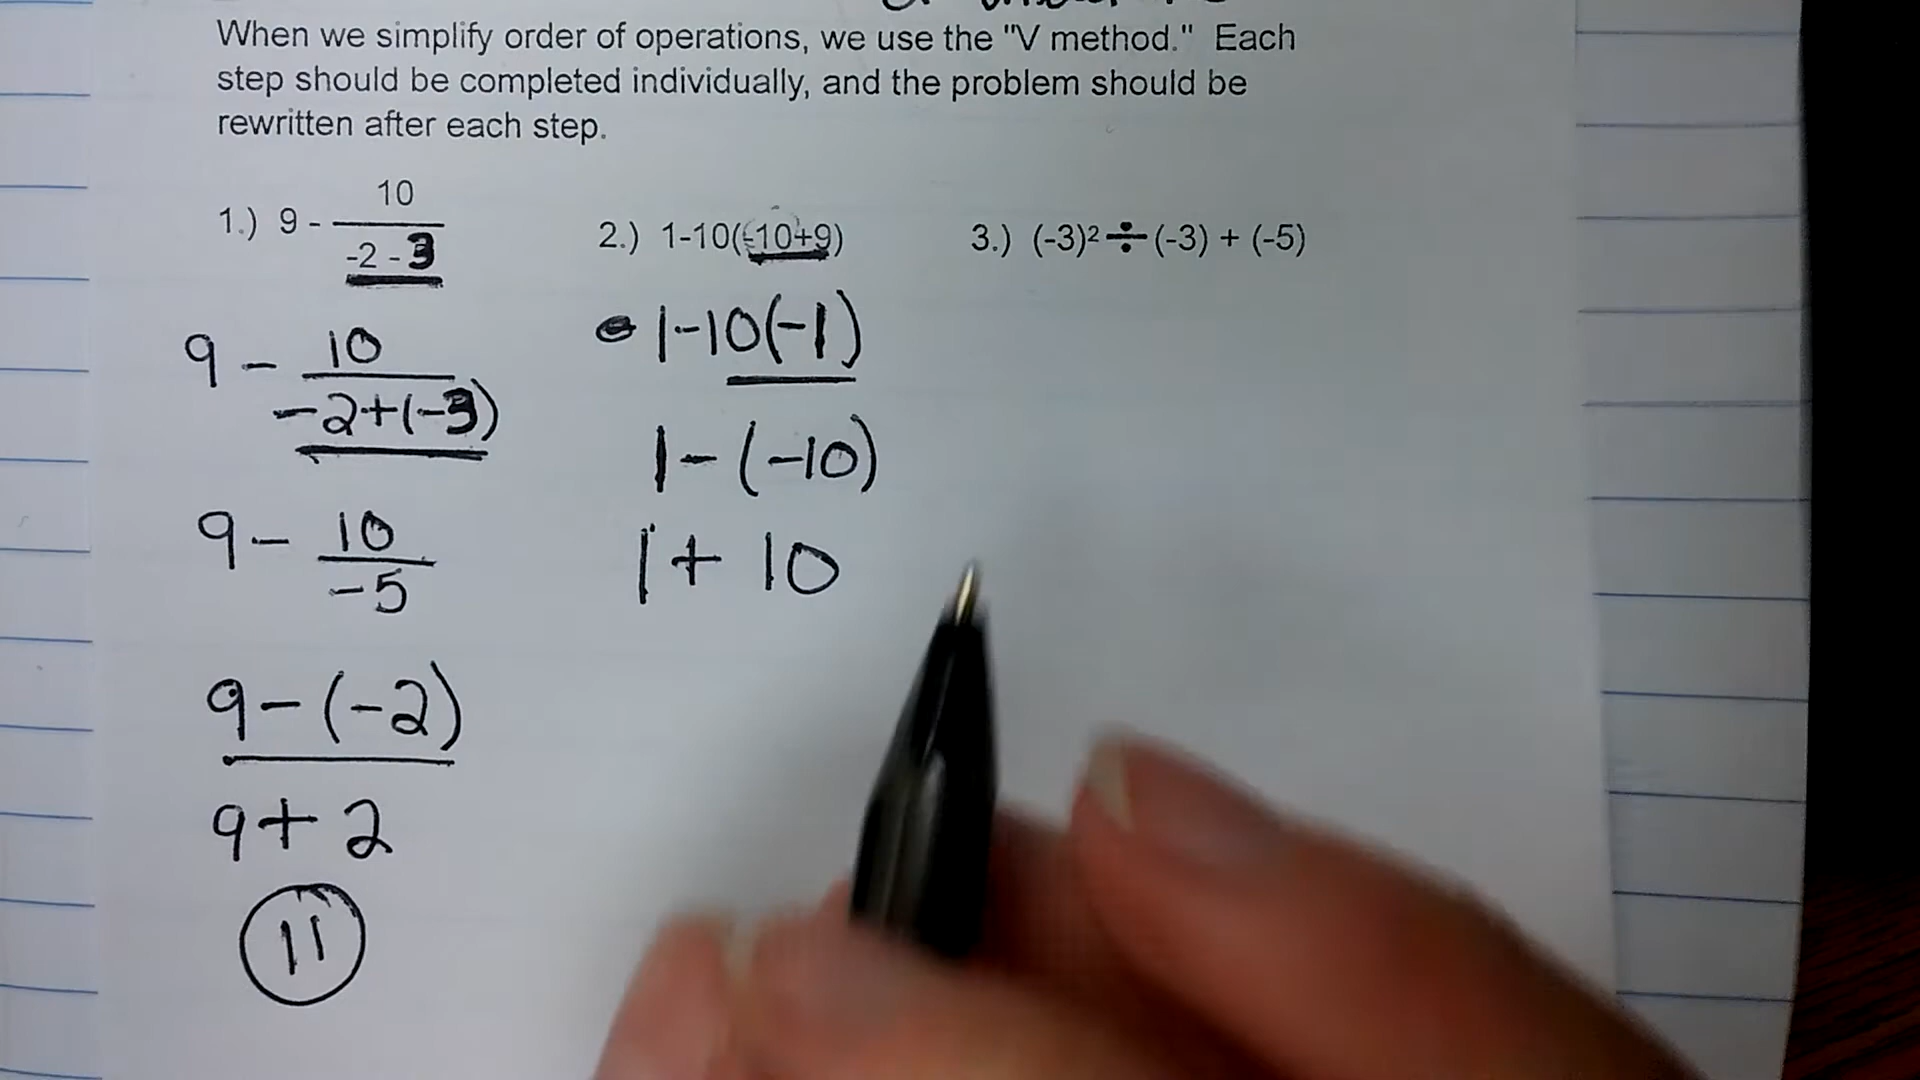 When we simplify order of operations, we use the "V method." Each
step should be completed individually, and the problem should be
rewritten after each step.
1.) 9 - 10
-2 - 3
9 - 10
-2+(-3)
9 - 10
-5
9-(-2)
9+2
11
2.) 1-10(-10+9)
1-10(-1)
1-(-10)
1+ 10
3.) (-3)²÷(-3) + (-5)